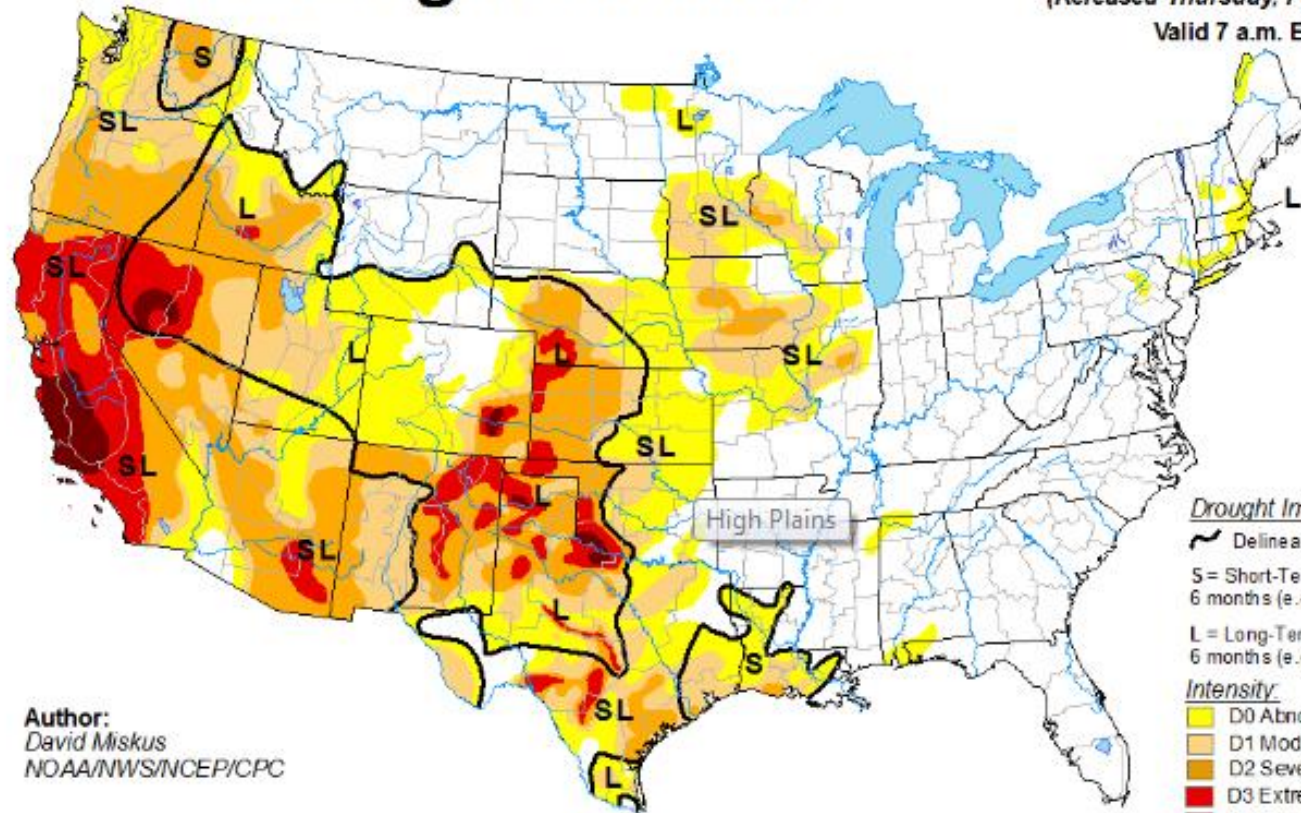 Valid 7 a.m. E
S
SL
L
L
SL
SL
L
L
SL
L
SL
SL
L
SL
High Plains
L
S
SL
L
Drought Im
Delinea
S = Short-Te
6 months (e.
L = Long-Ter
6 months (e.
Intensity:
D0 Abno
D1 Mod
D2 Seve
D3 Extre
Author:
David Miskus
NOAA/NWS/NCEP/CPC